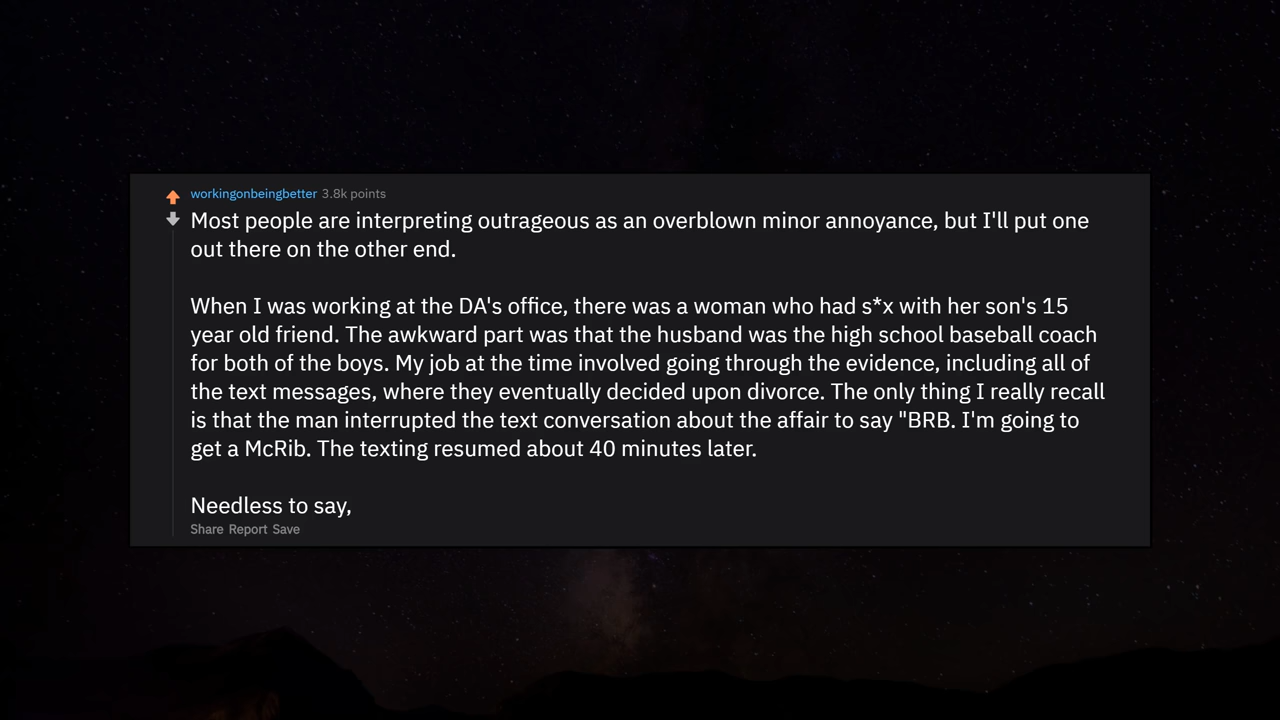 workingonbeingbetter 3.8k points
Most people are interpreting outrageous as an overblown minor annoyance, but I'll put one
out there on the other end.
When I was working at the DA's office, there was a woman who had s*x with her son's 15
year old friend. The awkward part was that the husband was the high school baseball coach
for both of the boys. My job at the time involved going through the evidence, including all of
the text messages, where they eventually decided upon divorce. The only thing I really recall
is that the man interrupted the text conversation about the affair to say "BRB. I'm going to
get a McRib. The texting resumed about 40 minutes later.
Needless to say,
Share Report Save